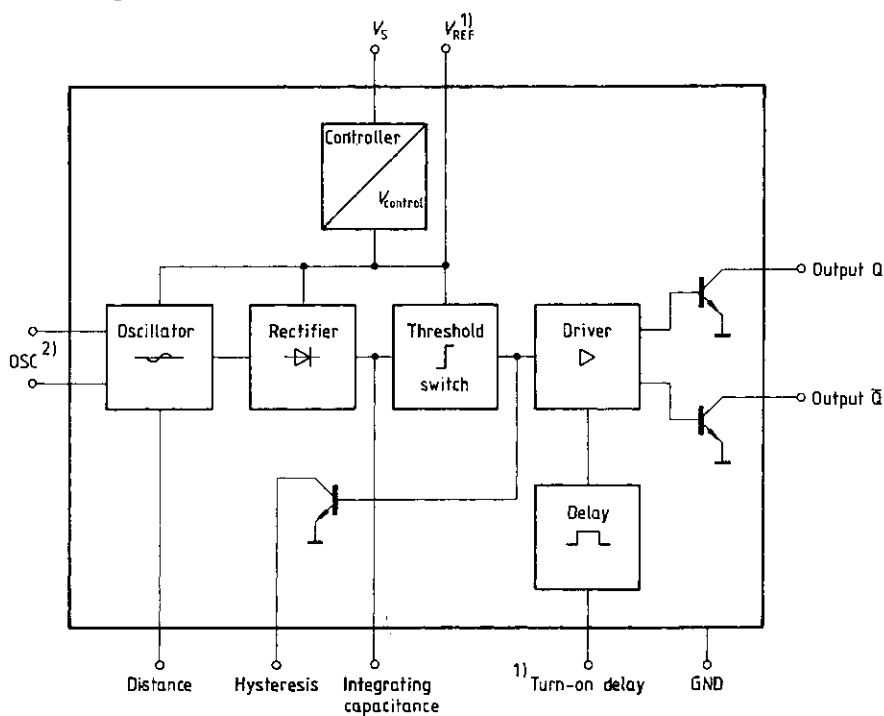 V_S
V_REF 1)
Controller
V_control
Oscillator
Rectifier
Threshold
switch
Driver
Output Q
OSC 2)
Output Q̅
Delay
Distance
Hysteresis
Integrating
capacitance
1) Turn-on delay
GND